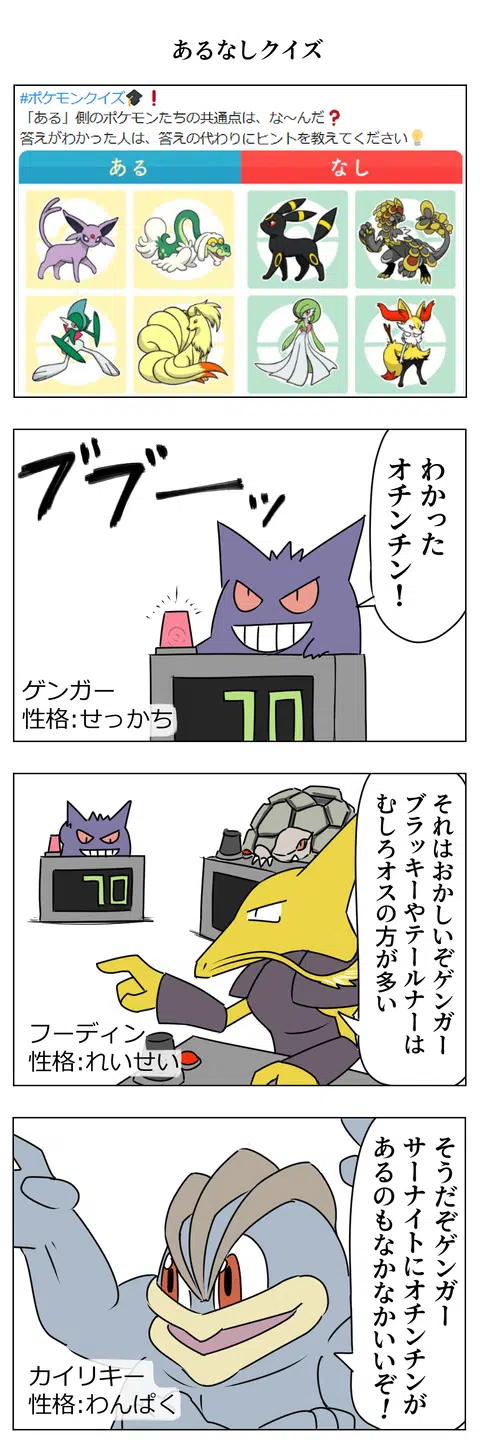 あるなしクイズ
#ポケモンクイズ🎓❗
「ある」側のポケモンたちの共通点は、な～んだ❓
答えがわかった人は、答えの代わりにヒントを教えてください💡
ある
なし
わかった
オチンチン！
ブブーッ
70
ゲンガー
性格:せっかち
それはおかしいぞゲンガー
ブラッキーやテールナーは
むしろオスの方が多い
70
フーディン
性格:れいせい
そうだぞゲンガー
サーナイトにオチンチンが
あるのもなかなかいいぞ！
カイリキー
性格:わんぱく